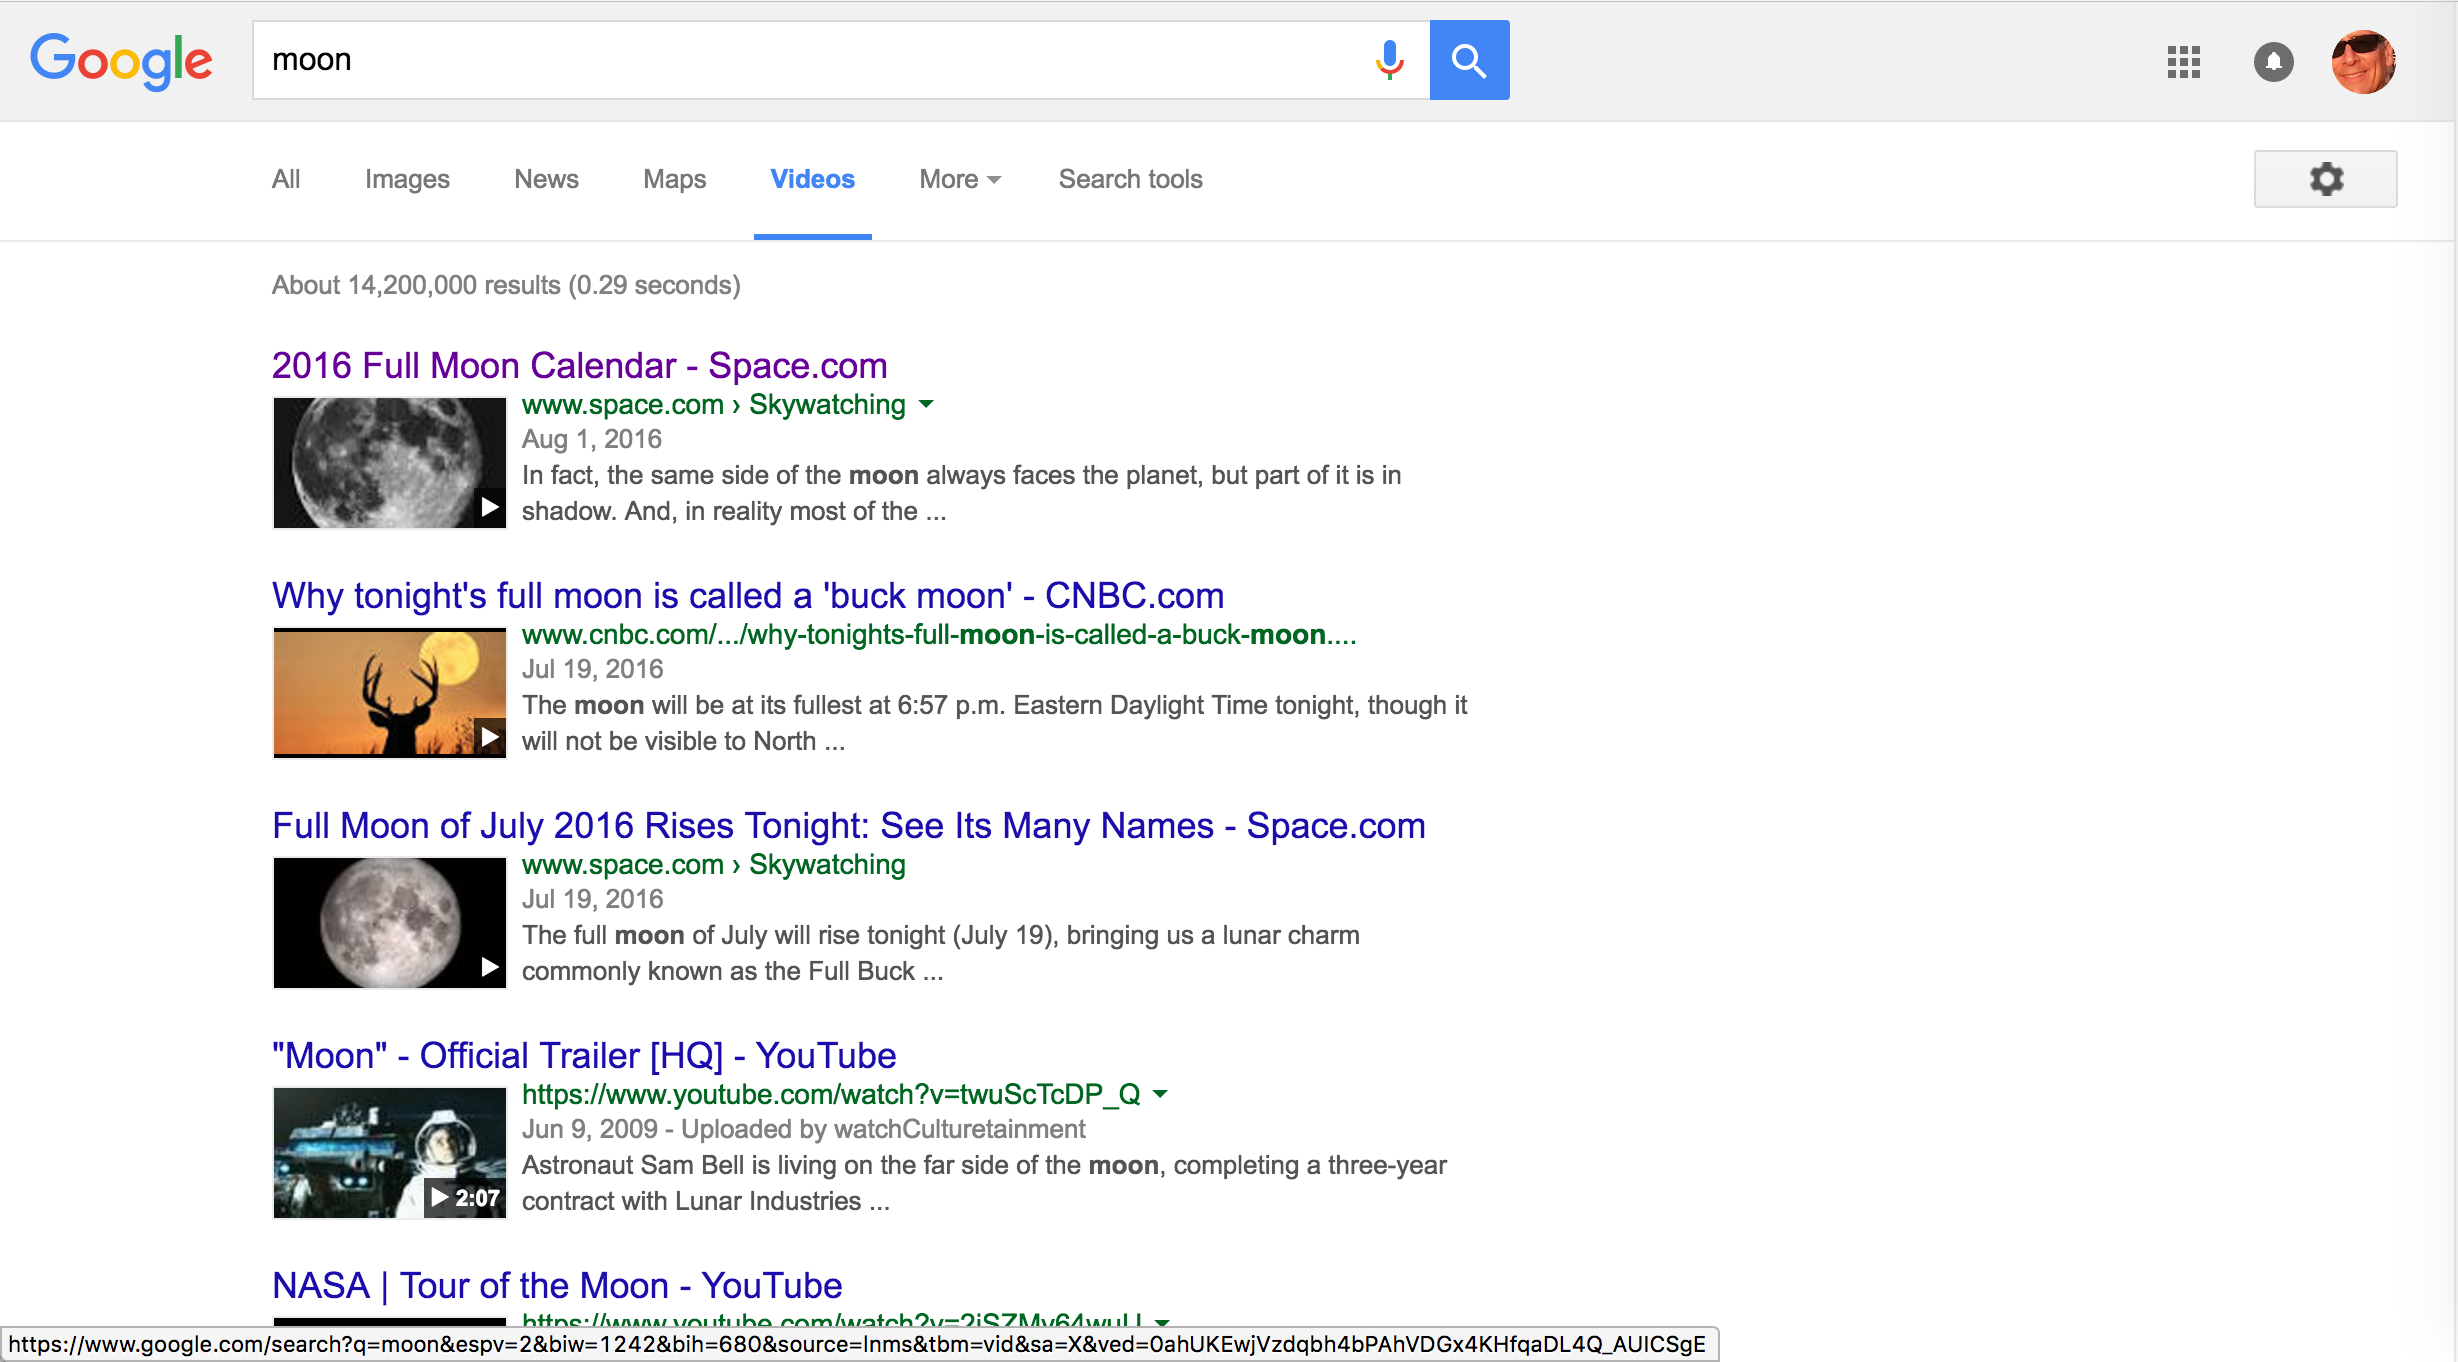 Google
moon
All Images News Maps Videos More Search tools
About 14,200,000 results (0.29 seconds)
2016 Full Moon Calendar - Space.com
www.space.com › Skywatching
Aug 1, 2016
In fact, the same side of the moon always faces the planet, but part of it is in
shadow. And, in reality most of the ...
Why tonight's full moon is called a 'buck moon' - CNBC.com
www.cnbc.com/.../why-tonights-full-moon-is-called-a-buck-moon....
Jul 19, 2016
The moon will be at its fullest at 6:57 p.m. Eastern Daylight Time tonight, though it
will not be visible to North ...
Full Moon of July 2016 Rises Tonight: See Its Many Names - Space.com
www.space.com › Skywatching
Jul 19, 2016
The full moon of July will rise tonight (July 19), bringing us a lunar charm
commonly known as the Full Buck ...
"Moon" - Official Trailer [HQ] - YouTube
https://www.youtube.com/watch?v=twuScTcDP_Q
Jun 9, 2009 - Uploaded by watchCulturetainment
Astronaut Sam Bell is living on the far side of the moon, completing a three-year
2:07
contract with Lunar Industries ...
NASA | Tour of the Moon - YouTube
https://www.google.com/search?q=moon&espv=2&biw=1242&bih=680&source=lnms&tbm=vid&sa=X&ved=0ahUKEwjVzdqbh4bPAhVDGx4KHfqaDL4Q_AUICSgE